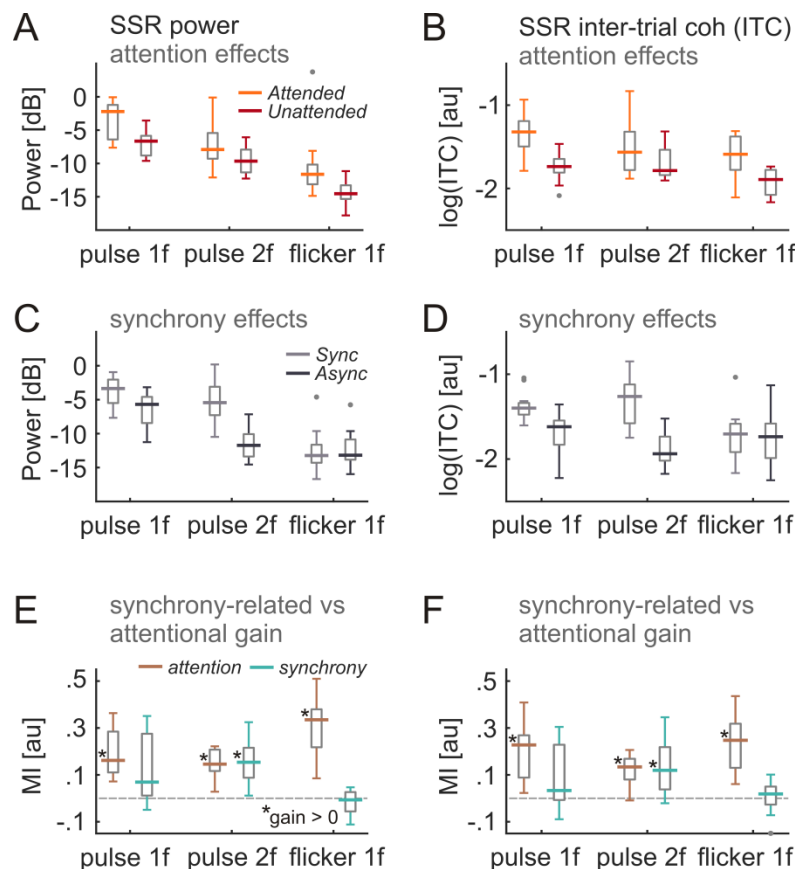 A
SSR power
attention effects
Attended
Unattended
Power [dB]
0
-5
-10
-15
pulse 1f pulse 2f flicker 1f
B
SSR inter-trial coh (ITC)
attention effects
log(ITC) [au]
-1
-2
pulse 1f pulse 2f flicker 1f
C
synchrony effects
Sync
Async
Power [dB]
0
-5
-10
-15
pulse 1f pulse 2f flicker 1f
D
synchrony effects
log(ITC) [au]
-1
-2
pulse 1f pulse 2f flicker 1f
E
synchrony-related vs
attentional gain
attention synchrony
MI [au]
.5
.3
.1
-.1
* * * *
*gain > 0
pulse 1f pulse 2f flicker 1f
F
synchrony-related vs
attentional gain
MI [au]
.5
.3
.1
-.1
* * * *
pulse 1f pulse 2f flicker 1f